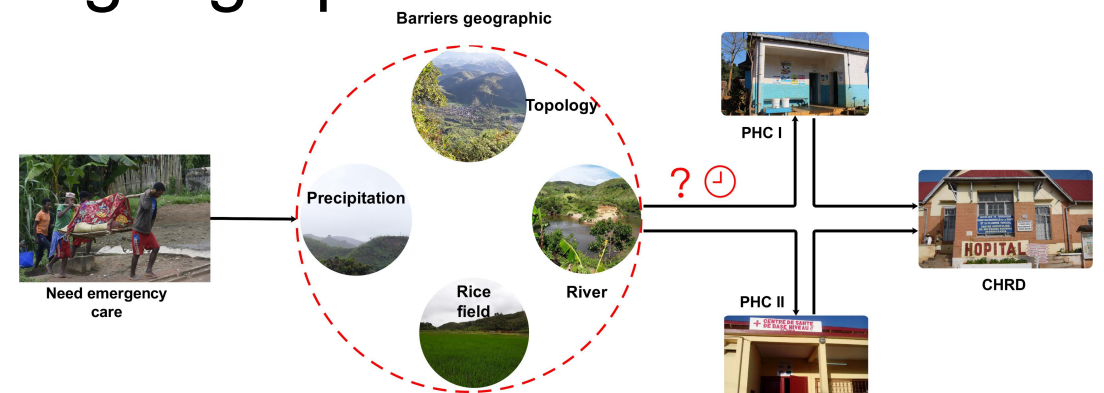 Barriers geographic
Topology
PHC I
Precipitation
?
HOPITAL
Need emergency
care
Rice
field
River
CHRD
PHC II
CENTRE DE SANTE
DE BASE NIVEAU 2